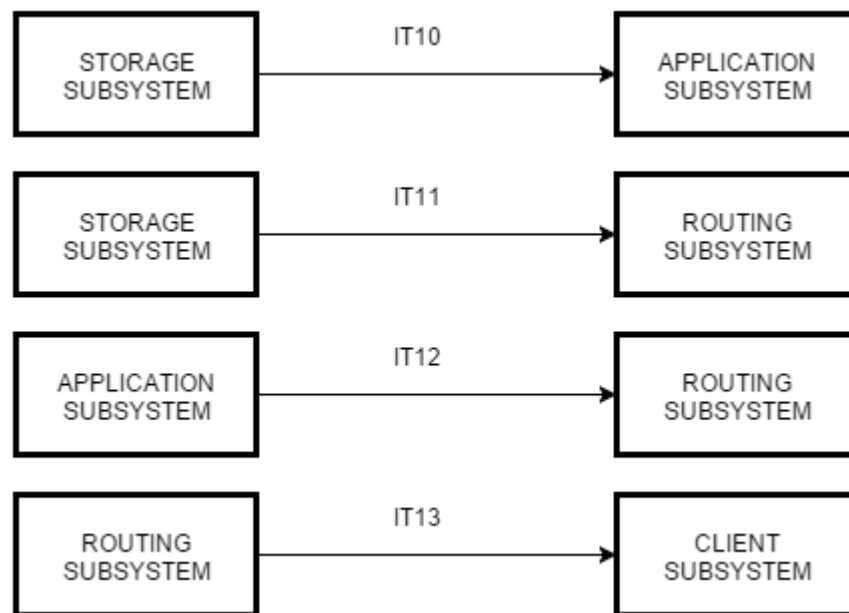 STORAGE
SUBSYSTEM
IT10
APPLICATION
SUBSYSTEM
STORAGE
SUBSYSTEM
IT11
ROUTING
SUBSYSTEM
APPLICATION
SUBSYSTEM
IT12
ROUTING
SUBSYSTEM
ROUTING
SUBSYSTEM
IT13
CLIENT
SUBSYSTEM